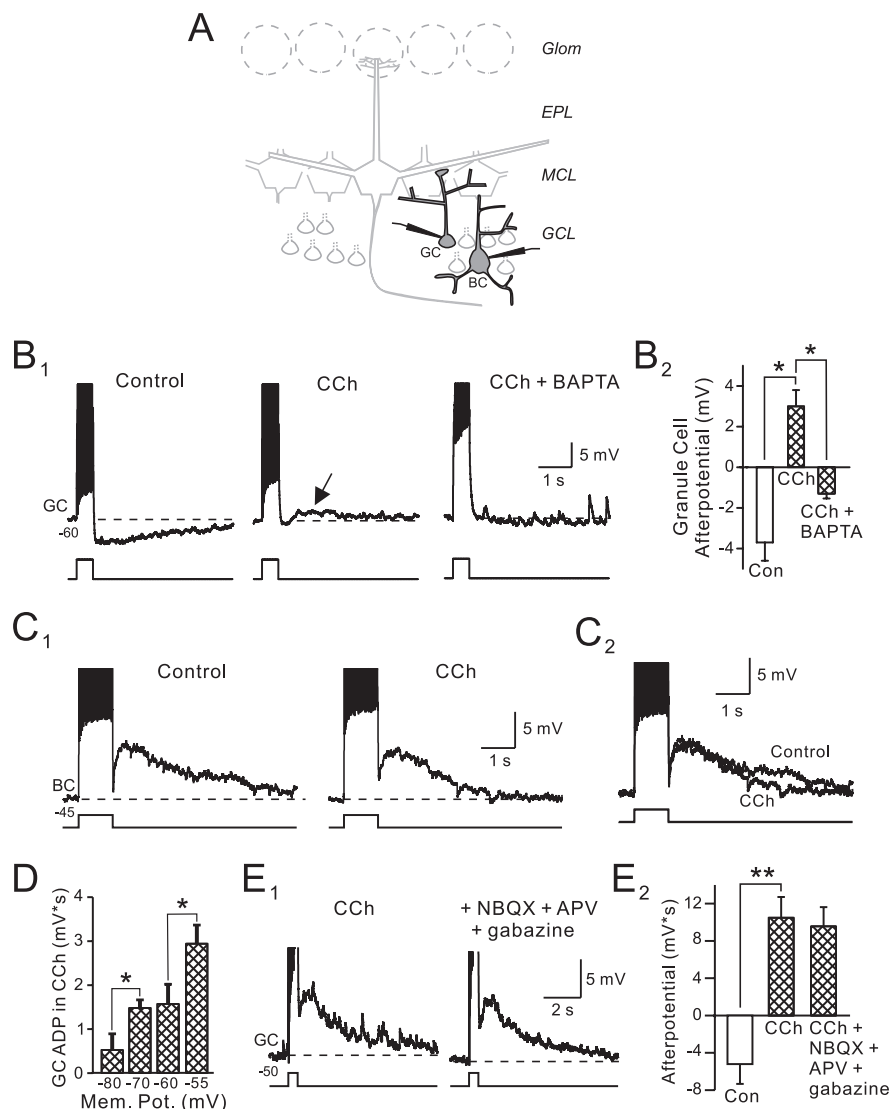 A
Glom
EPL
MCL
GCL
GC
BC
B1
Control
CCh
CCh + BAPTA
5 mV
1 s
GC
-60
B2
Granule Cell
Afterpotential (mV)
4
2
0
-2
-4
*
*
Con
CCh
CCh +
BAPTA
C1
Control
CCh
5 mV
1 s
BC
-45
C2
5 mV
1 s
Control
CCh
D
GC ADP in CCh (mV*s)
4
3
2
1
0
*
*
-80 -70 -60 -55
Mem. Pot. (mV)
E1
CCh
+ NBQX + APV
+ gabazine
5 mV
2 s
GC
-50
E2
Afterpotential (mV*s)
12
8
4
0
-4
-8
**
Con
CCh
CCh +
NBQX +
APV +
gabazine